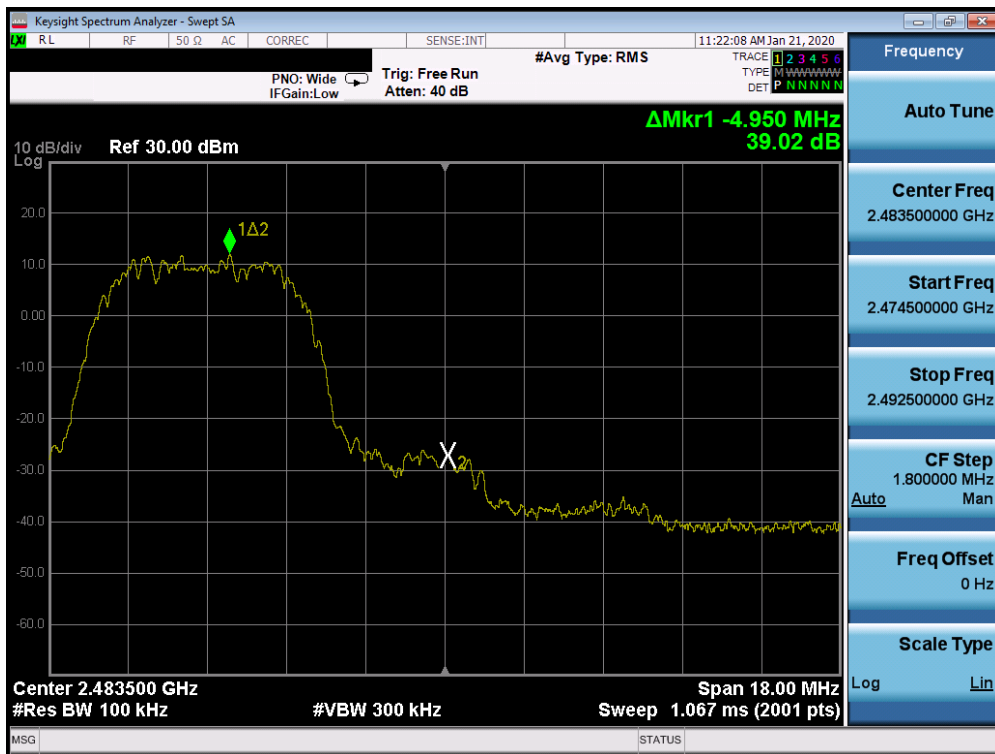 Keysight Spectrum Analyzer - Swept SA
LXI RL RF 50 Ω AC CORREC SENSE:INT 11:22:08 AM Jan 21, 2020
#Avg Type: RMS
TRACE 1 2 3 4 5 6
TYPE M W W W W W
DET P N N N N N
PNO: Wide
IFGain:Low
Trig: Free Run
Atten: 40 dB
ΔMkr1 -4.950 MHz
39.02 dB
10 dB/div
Log
Ref 30.00 dBm
20.0
10.0
0.00
-10.0
-20.0
-30.0
-40.0
-50.0
-60.0
1Δ2
X2
Center 2.483500 GHz
#Res BW 100 kHz
#VBW 300 kHz
Span 18.00 MHz
Sweep 1.067 ms (2001 pts)
MSG
STATUS
Frequency
Auto Tune
Center Freq
2.483500000 GHz
Start Freq
2.474500000 GHz
Stop Freq
2.492500000 GHz
CF Step
1.800000 MHz
Auto Man
Freq Offset
0 Hz
Scale Type
Log Lin